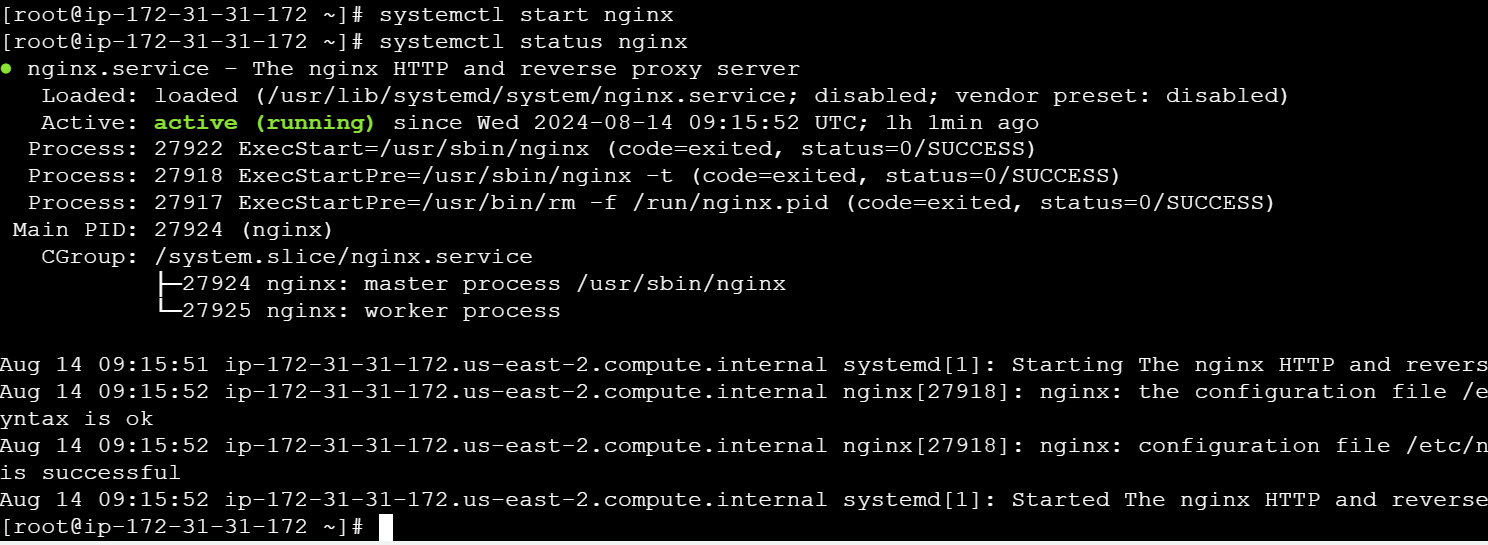 [root@ip-172-31-31-172 ~]# systemctl start nginx
[root@ip-172-31-31-172 ~]# systemctl status nginx
● nginx.service - The nginx HTTP and reverse proxy server
   Loaded: loaded (/usr/lib/systemd/system/nginx.service; disabled; vendor preset: disabled)
   Active: active (running) since Wed 2024-08-14 09:15:52 UTC; 1h 1min ago
  Process: 27922 ExecStart=/usr/sbin/nginx (code=exited, status=0/SUCCESS)
  Process: 27918 ExecStartPre=/usr/sbin/nginx -t (code=exited, status=0/SUCCESS)
  Process: 27917 ExecStartPre=/usr/bin/rm -f /run/nginx.pid (code=exited, status=0/SUCCESS)
 Main PID: 27924 (nginx)
   CGroup: /system.slice/nginx.service
           ├─27924 nginx: master process /usr/sbin/nginx
           └─27925 nginx: worker process

Aug 14 09:15:51 ip-172-31-31-172.us-east-2.compute.internal systemd[1]: Starting The nginx HTTP and revers
Aug 14 09:15:52 ip-172-31-31-172.us-east-2.compute.internal nginx[27918]: nginx: the configuration file /e
yntax is ok
Aug 14 09:15:52 ip-172-31-31-172.us-east-2.compute.internal nginx[27918]: nginx: configuration file /etc/n
is successful
Aug 14 09:15:52 ip-172-31-31-172.us-east-2.compute.internal systemd[1]: Started The nginx HTTP and reverse
[root@ip-172-31-31-172 ~]#